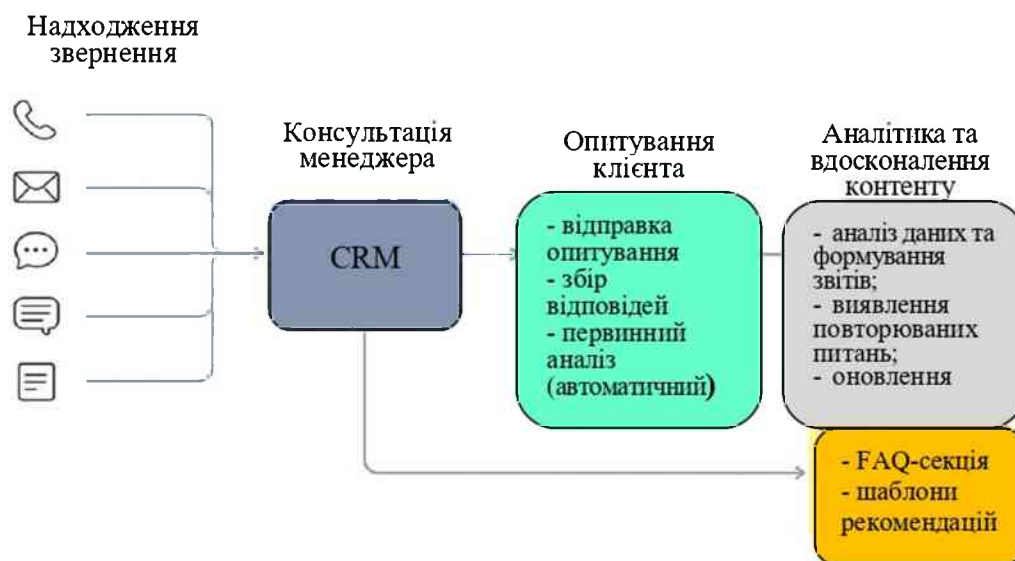 Надходження
звернення
Консультація
менеджера
CRM
Опитування
клієнта
- відправка
опитування
- збір
відповідей
- первинний
аналіз
(автоматичний)
Аналітика та
вдосконалення
контенту
- аналіз даних та
формування
звітів;
- виявлення
повторюваних
питань;
- оновлення
- FAQ-секція
- шаблони
рекомендацій